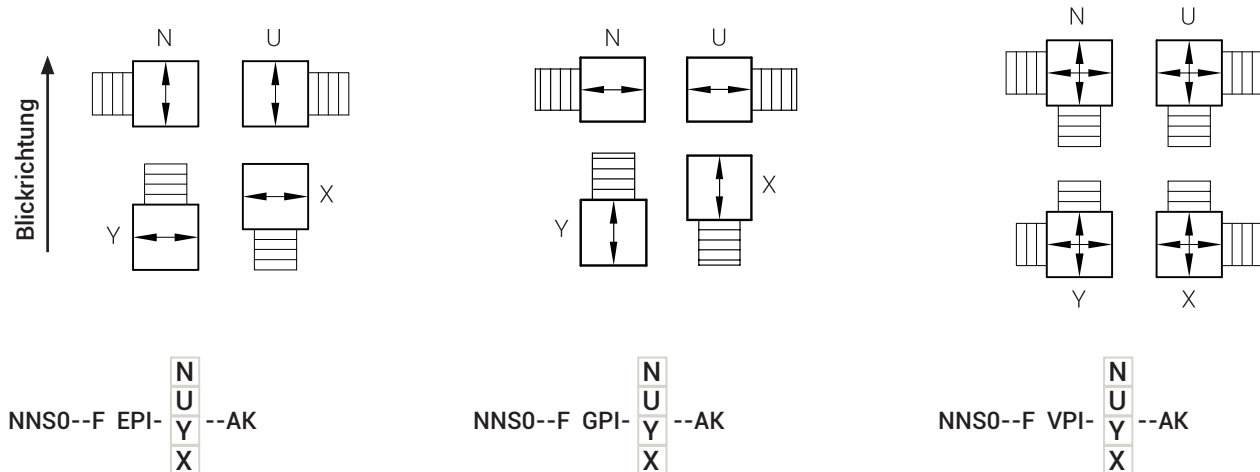 N U
Blickrichtung
Y X
NNS0--F EPI- N U Y X --AK
N U
Y X
NNS0--F GPI- N U Y X --AK
N U
Y X
NNS0--F VPI- N U Y X --AK